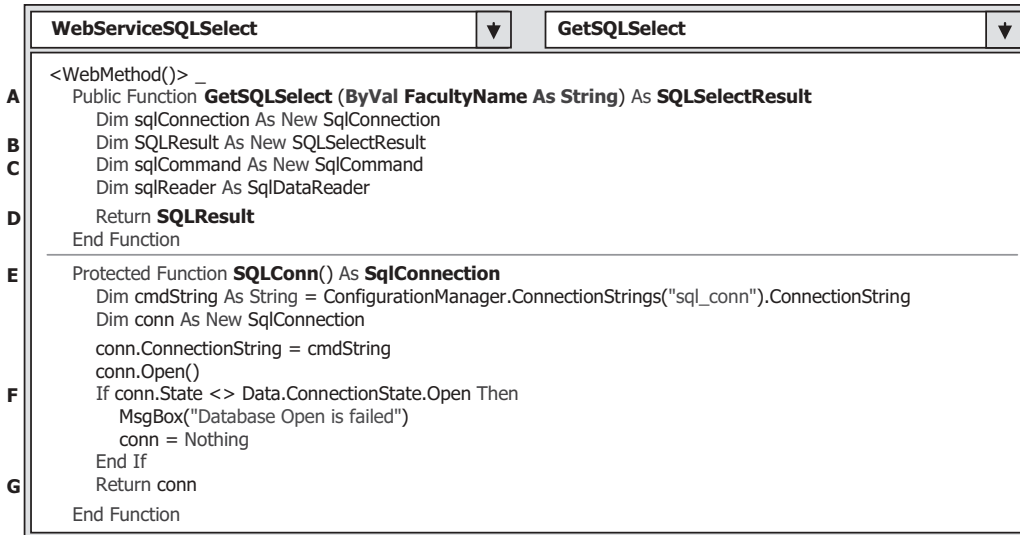 WebServiceSQLSelect GetSQLSelect
<WebMethod()> _
A Public Function GetSQLSelect (ByVal FacultyName As String) As SQLSelectResult
Dim sqlConnection As New SqlConnection
B Dim SQLResult As New SQLSelectResult
C Dim sqlCommand As New SqlCommand
Dim sqlReader As SqlDataReader
D Return SQLResult
End Function
E Protected Function SQLConn() As SqlConnection
Dim cmdString As String = ConfigurationManager.ConnectionStrings("sql_conn").ConnectionString
Dim conn As New SqlConnection
conn.ConnectionString = cmdString
conn.Open()
F If conn.State <> Data.ConnectionState.Open Then
MsgBox("Database Open is failed")
conn = Nothing
End If
G Return conn
End Function